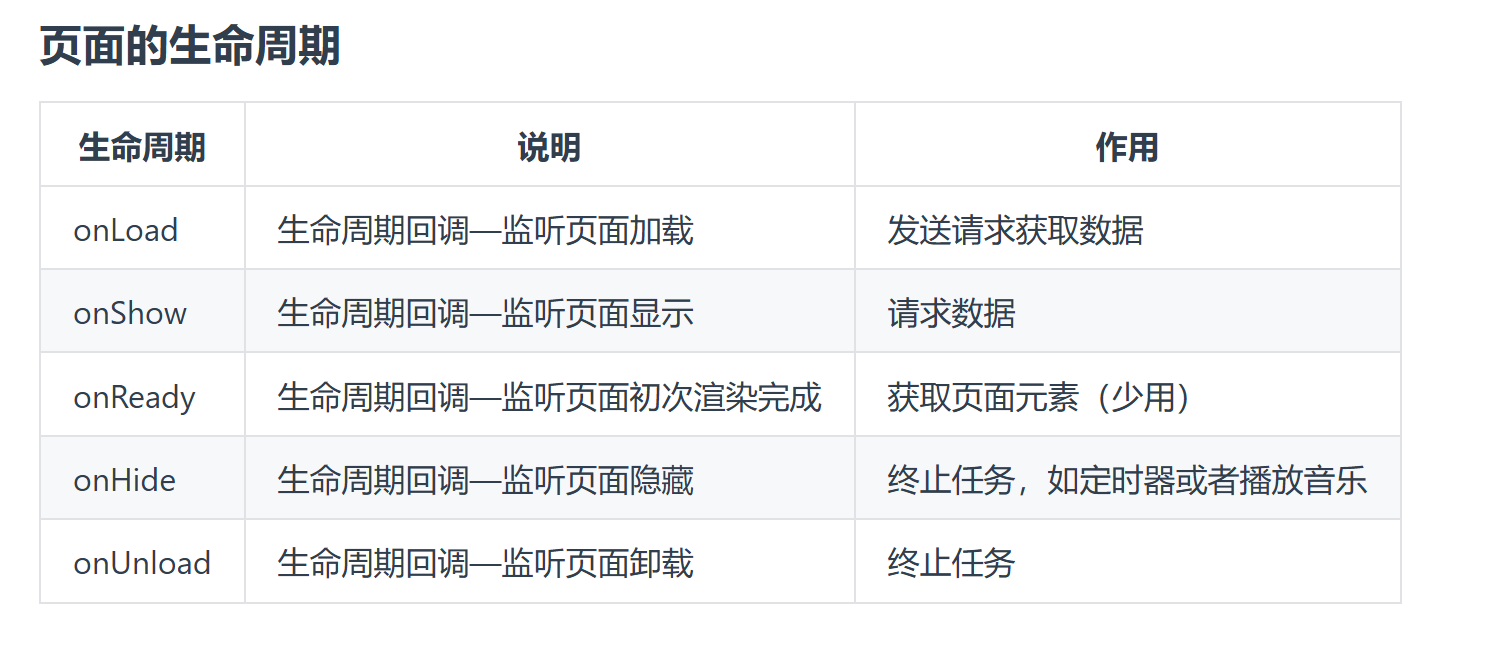 页面的生命周期
生命周期 说明 作用
onLoad 生命周期回调—监听页面加载 发送请求获取数据
onShow 生命周期回调—监听页面显示 请求数据
onReady 生命周期回调—监听页面初次渲染完成 获取页面元素（少用）
onHide 生命周期回调—监听页面隐藏 终止任务，如定时器或者播放音乐
onUnload 生命周期回调—监听页面卸载 终止任务